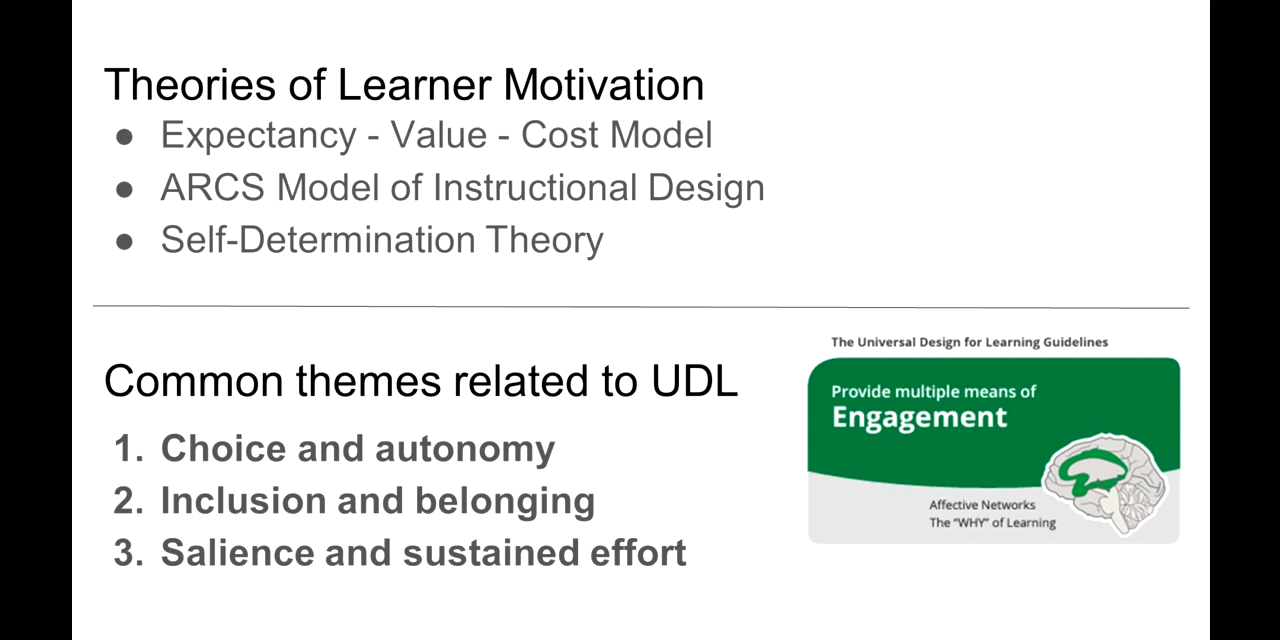 Theories of Learner Motivation
● Expectancy - Value - Cost Model
● ARCS Model of Instructional Design
● Self-Determination Theory
Common themes related to UDL
1. Choice and autonomy
2. Inclusion and belonging
3. Salience and sustained effort
The Universal Design for Learning Guidelines
Provide multiple means of
Engagement
Affective Networks
The “WHY” of Learning